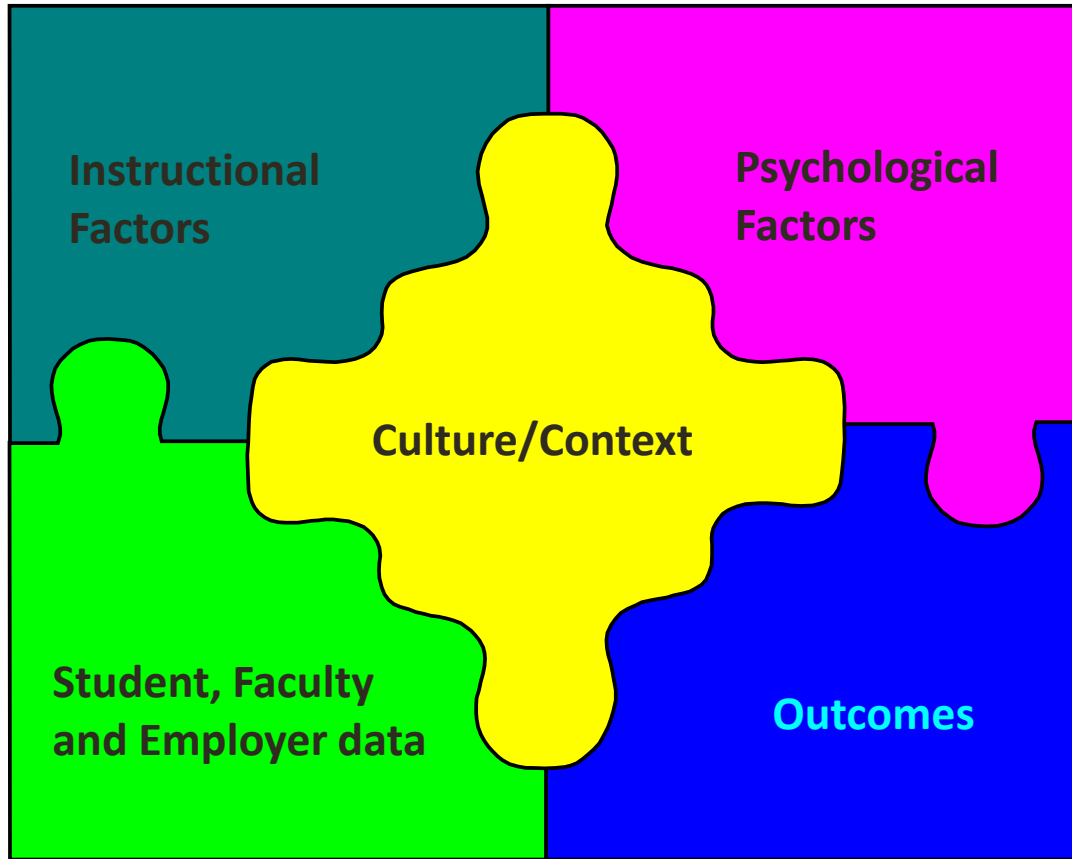 Instructional
Factors
Psychological
Factors
Culture/Context
Student, Faculty
and Employer data
Outcomes